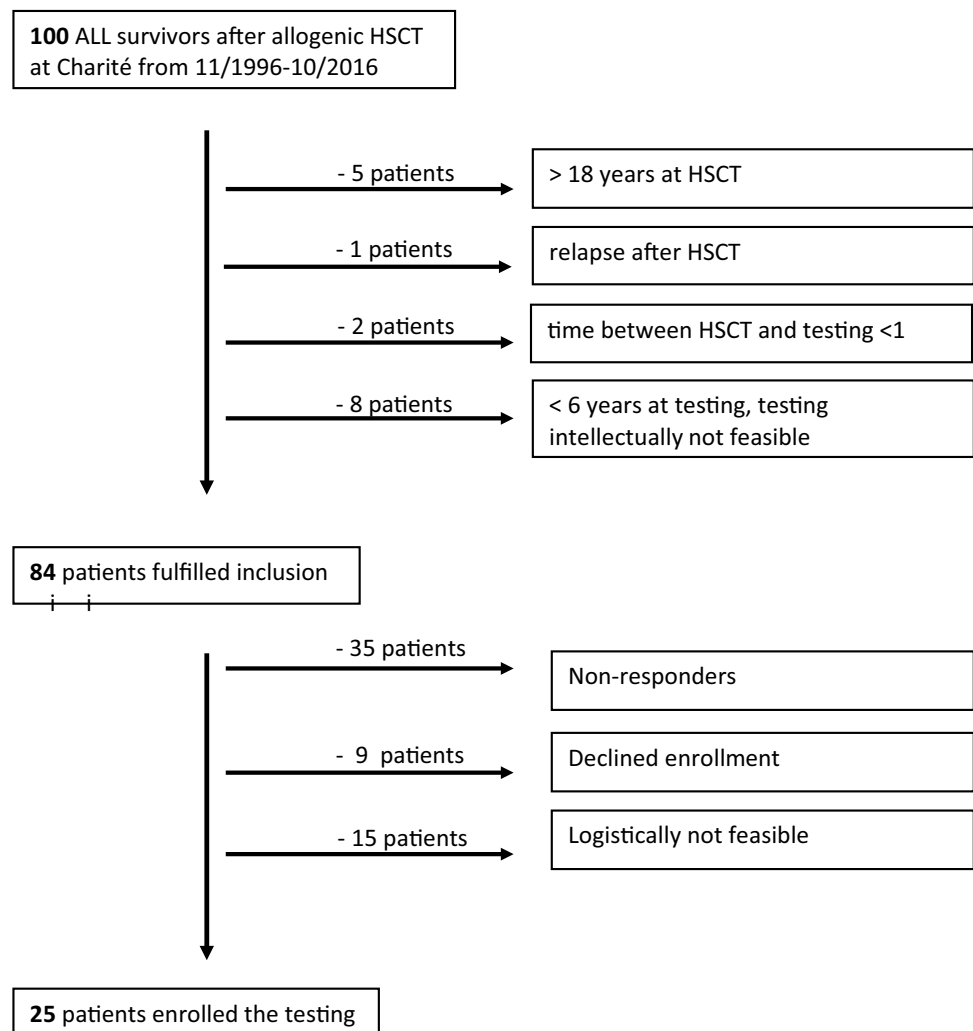 100 ALL survivors after allogenic HSCT
at Charité from 11/1996-10/2016
- 5 patients
> 18 years at HSCT
- 1 patients
relapse after HSCT
- 2 patients
time between HSCT and testing <1
- 8 patients
< 6 years at testing, testing
intellectually not feasible
84 patients fulfilled inclusion
- 35 patients
Non-responders
- 9 patients
Declined enrollment
- 15 patients
Logistically not feasible
25 patients enrolled the testing